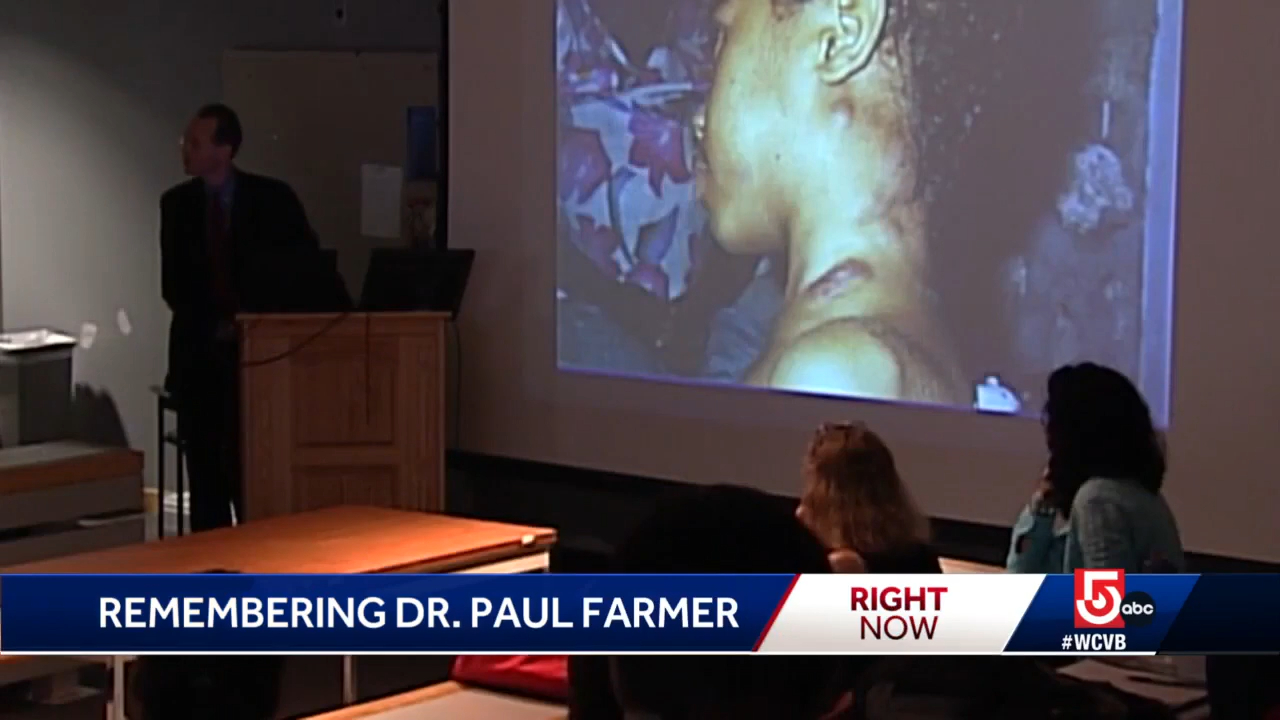 REMEMBERING DR. PAUL FARMER
RIGHT
NOW
5
abc
#WCVB